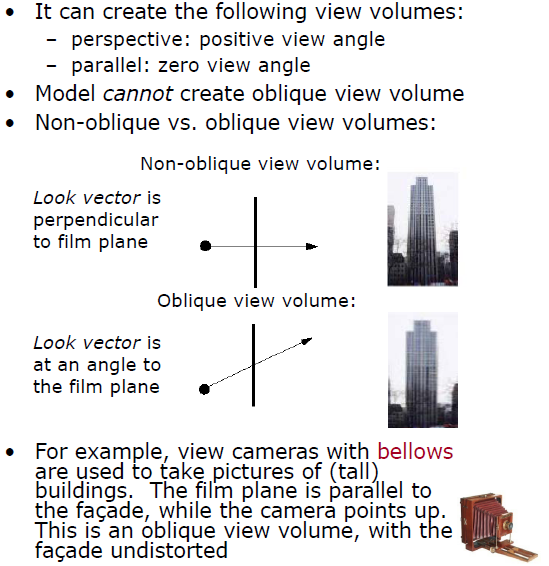 • It can create the following view volumes:
– perspective: positive view angle
– parallel: zero view angle
• Model cannot create oblique view volume
• Non-oblique vs. oblique view volumes:
Non-oblique view volume:
Look vector is
perpendicular
to film plane
Oblique view volume:
Look vector is
at an angle to
the film plane
• For example, view cameras with bellows
are used to take pictures of (tall)
buildings. The film plane is parallel to
the façade, while the camera points up.
This is an oblique view volume, with the
façade undistorted